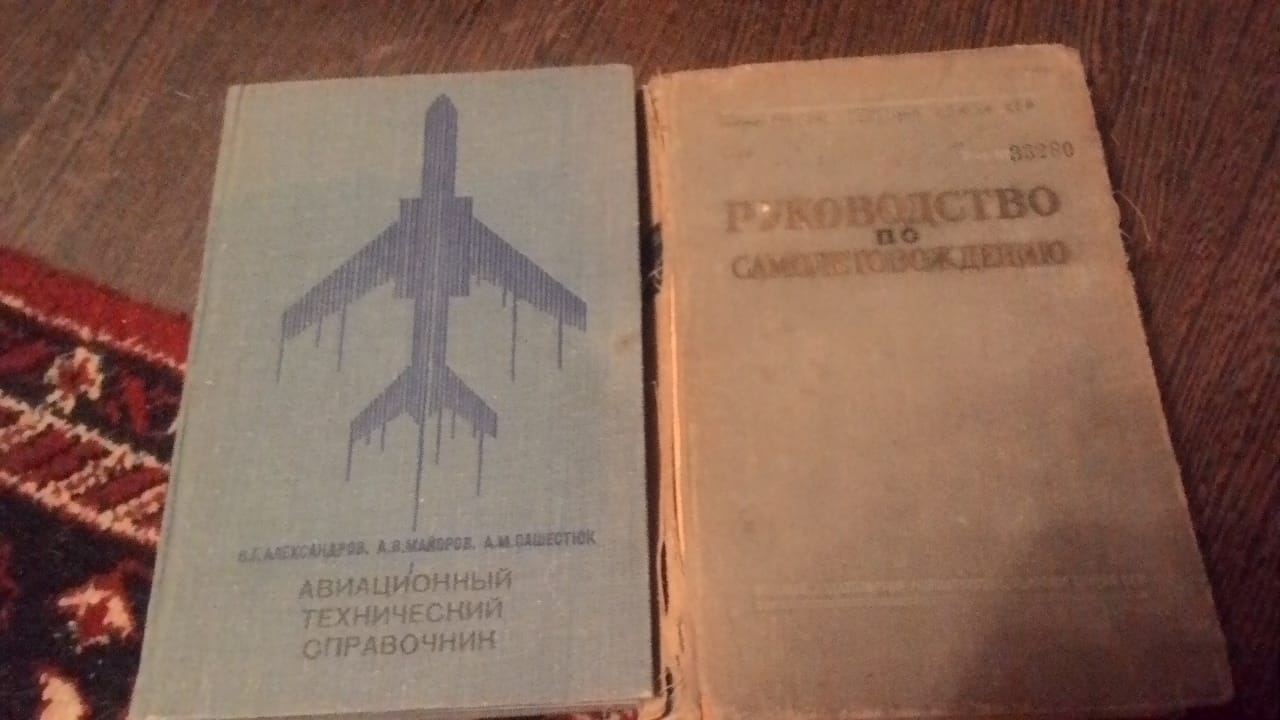 В.Г. АЛЕКСАНДРОВ, А.В. МАЙОРОВ, А.М. ПАШЕСТЮК
АВИАЦИОННЫЙ
ТЕХНИЧЕСКИЙ
СПРАВОЧНИК
33280
РУКОВОДСТВО
ПО
САМОЛЕТОВОЖДЕНИЮ